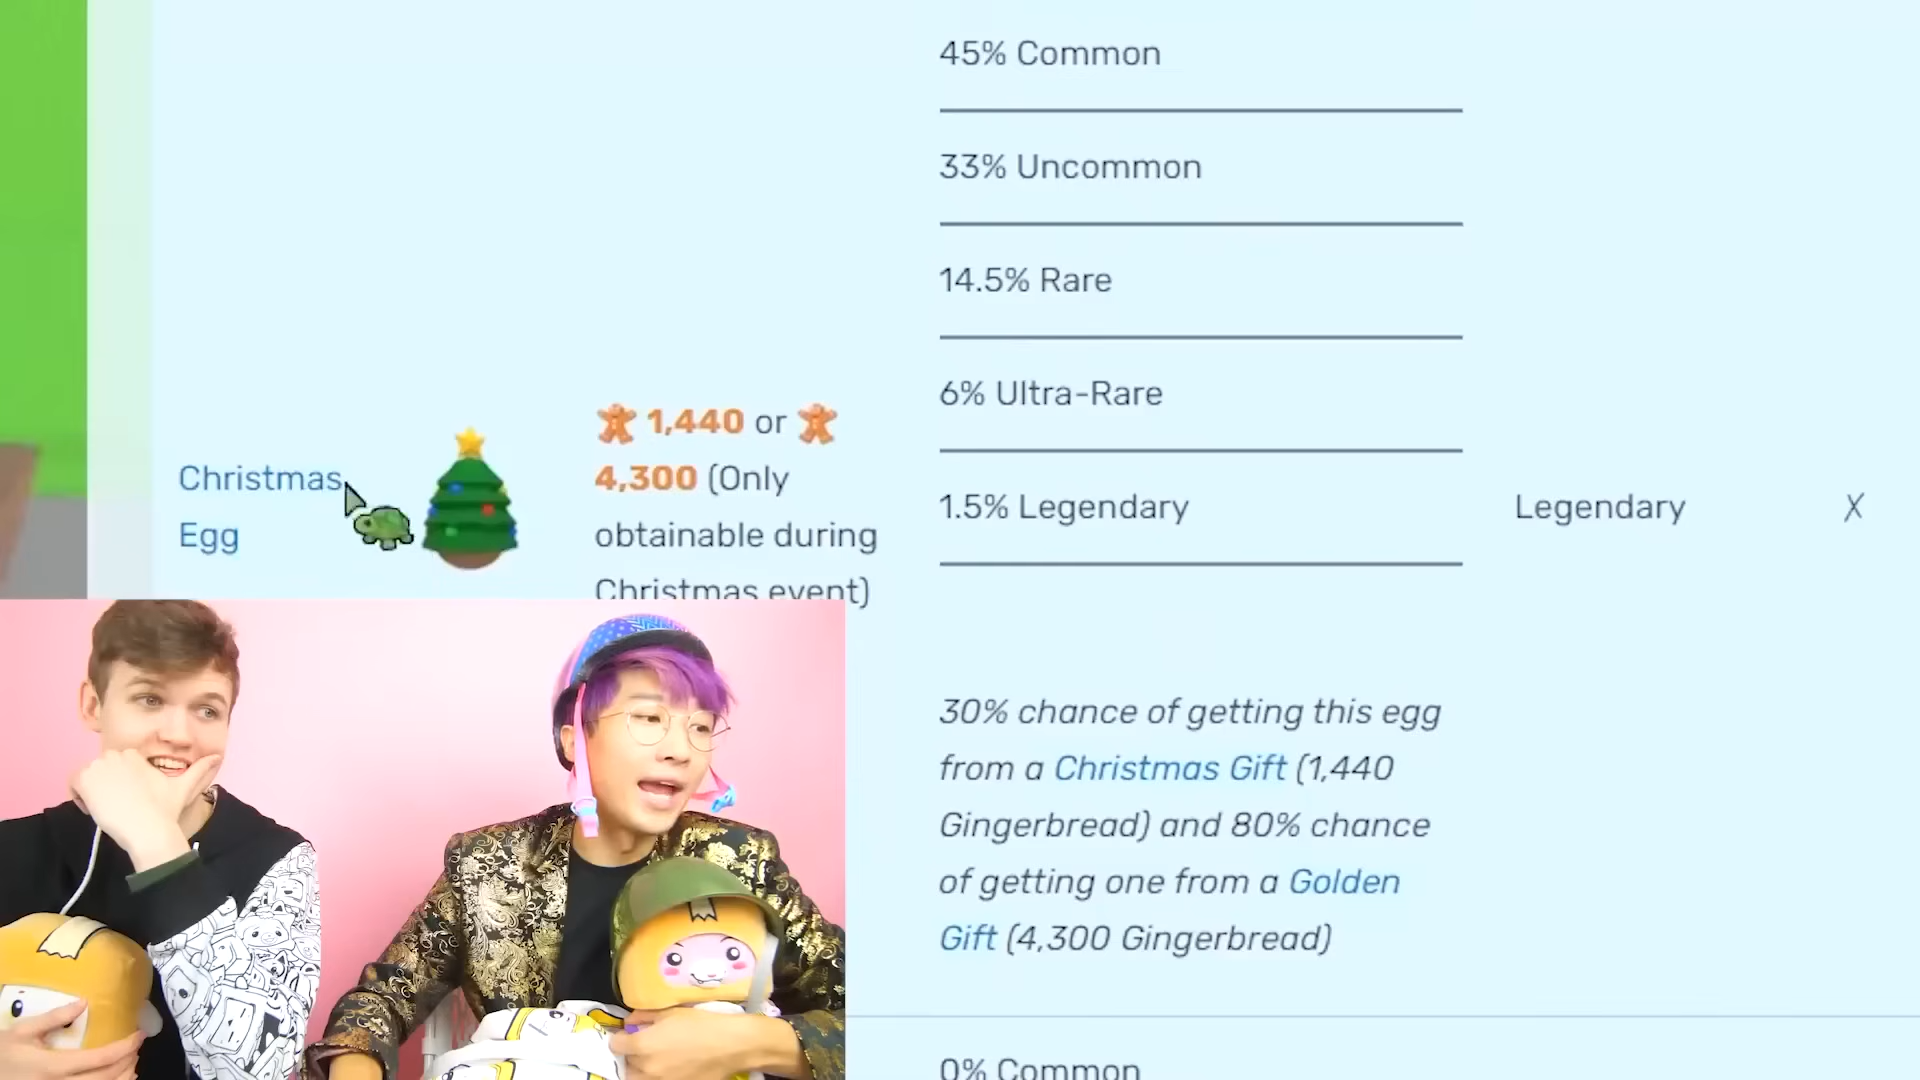 45% Common
33% Uncommon
14.5% Rare
6% Ultra-Rare
Christmas
Egg
1,440 or
4,300 (Only
obtainable during
Christmas event)
1.5% Legendary
Legendary
X
30% chance of getting this egg
from a Christmas Gift (1,440
Gingerbread) and 80% chance
of getting one from a Golden
Gift (4,300 Gingerbread)
0% Common